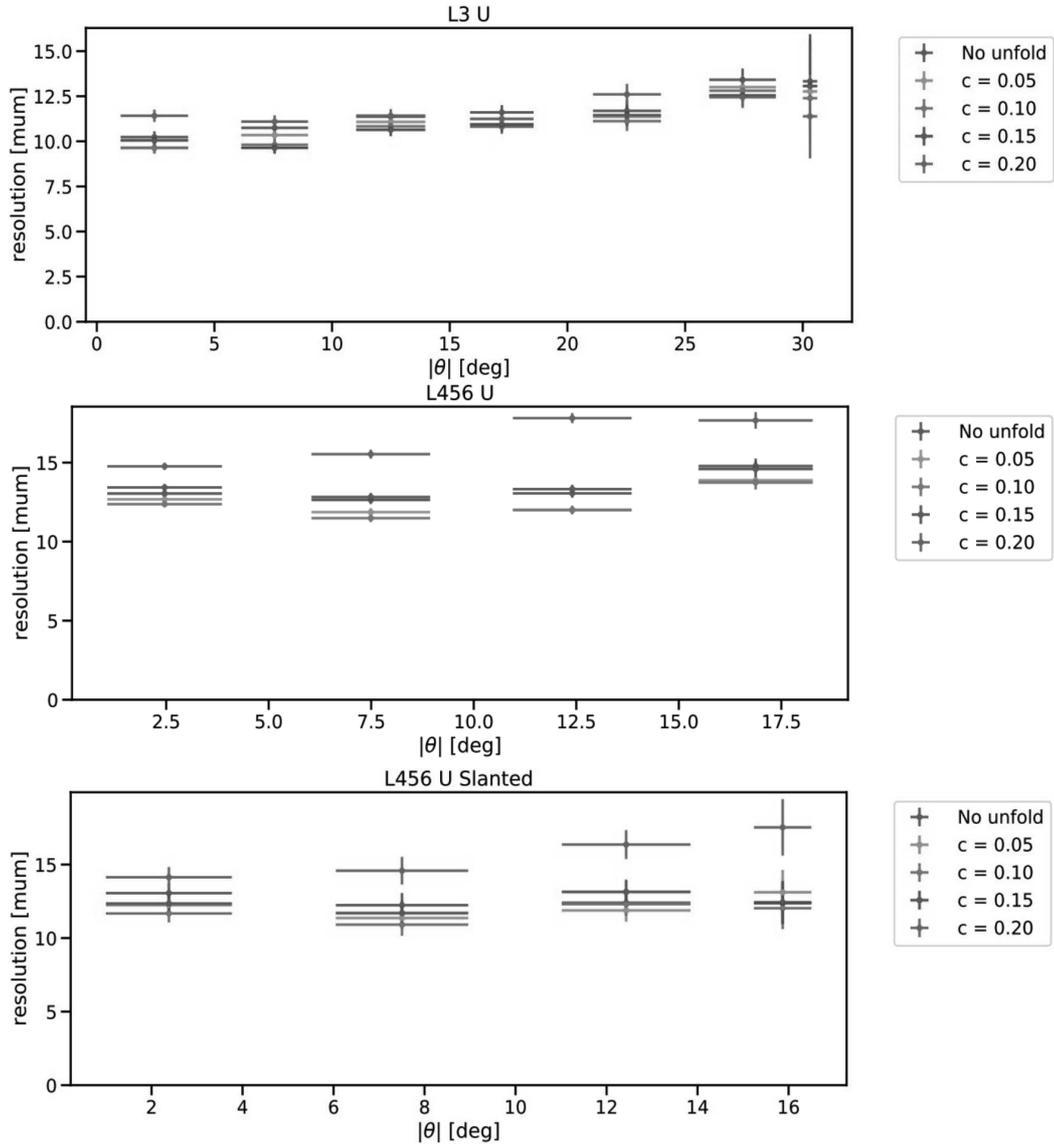 L3 U
15.0
12.5
10.0
7.5
5.0
2.5
0.0
resolution [mum]
0 5 10 15 20 25 30
|θ| [deg]
No unfold
c = 0.05
c = 0.10
c = 0.15
c = 0.20
L456 U
15
10
5
0
resolution [mum]
2.5 5.0 7.5 10.0 12.5 15.0 17.5
|θ| [deg]
No unfold
c = 0.05
c = 0.10
c = 0.15
c = 0.20
L456 U Slanted
15
10
5
0
resolution [mum]
2 4 6 8 10 12 14 16
|θ| [deg]
No unfold
c = 0.05
c = 0.10
c = 0.15
c = 0.20